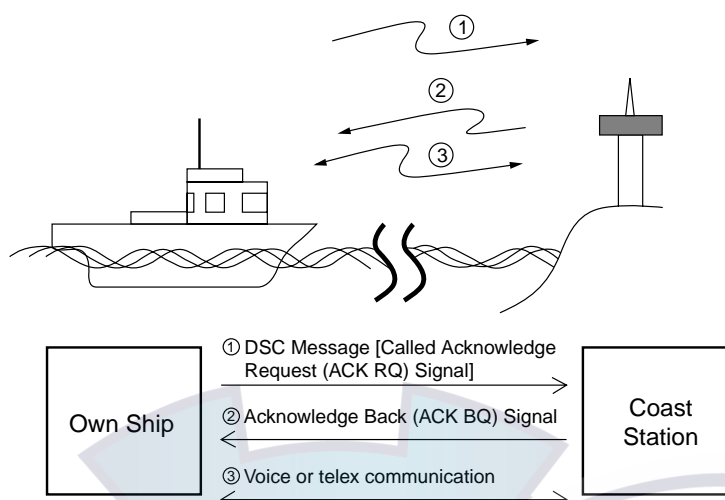 ①
②
③
① DSC Message [Called Acknowledge
Request (ACK RQ) Signal]
Own Ship
② Acknowledge Back (ACK BQ) Signal
Coast
Station
③ Voice or telex communication